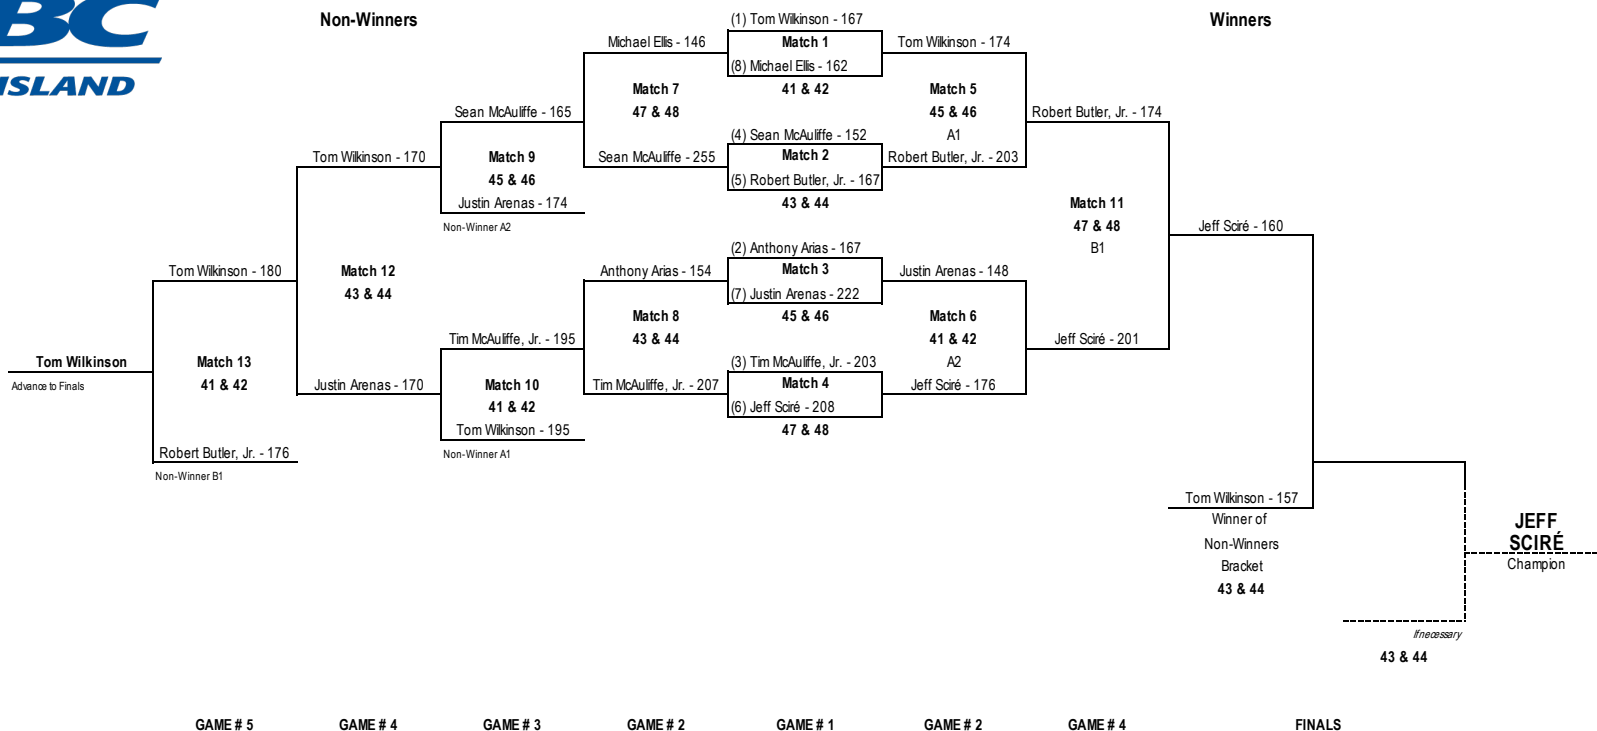 BC
ISLAND
Non-Winners
Winners
(1) Tom Wilkinson - 167
Michael Ellis - 146
Match 1
Tom Wilkinson - 174
(8) Michael Ellis - 162
Match 7
41 & 42
Match 5
47 & 48
45 & 46
Sean McAuliffe - 165
Robert Butler, Jr. - 174
(4) Sean McAuliffe - 152
A1
Tom Wilkinson - 170
Match 9
Sean McAuliffe - 255
Match 2
Robert Butler, Jr. - 203
45 & 46
(5) Robert Butler, Jr. - 167
Justin Arenas - 174
43 & 44
Match 11
Non-Winner A2
47 & 48
Jeff Sciré - 160
(2) Anthony Arias - 167
B1
Tom Wilkinson - 180
Match 12
Anthony Arias - 154
Match 3
Justin Arenas - 148
43 & 44
(7) Justin Arenas - 222
Match 8
45 & 46
Match 6
Tim McAuliffe, Jr. - 195
43 & 44
41 & 42
Jeff Sciré - 201
Tom Wilkinson
Match 13
(3) Tim McAuliffe, Jr. - 203
A2
Advance to Finals
41 & 42
Justin Arenas - 170
Match 10
Tim McAuliffe, Jr. - 207
Match 4
Jeff Sciré - 176
41 & 42
(6) Jeff Sciré - 208
Tom Wilkinson - 195
47 & 48
Robert Butler, Jr. - 176
Non-Winner A1
Non-Winner B1
Tom Wilkinson - 157
Winner of
Non-Winners
Bracket
43 & 44
JEFF
SCIRÉ
Champion
If necessary
43 & 44
GAME # 5
GAME # 4
GAME # 3
GAME # 2
GAME # 1
GAME # 2
GAME # 4
FINALS